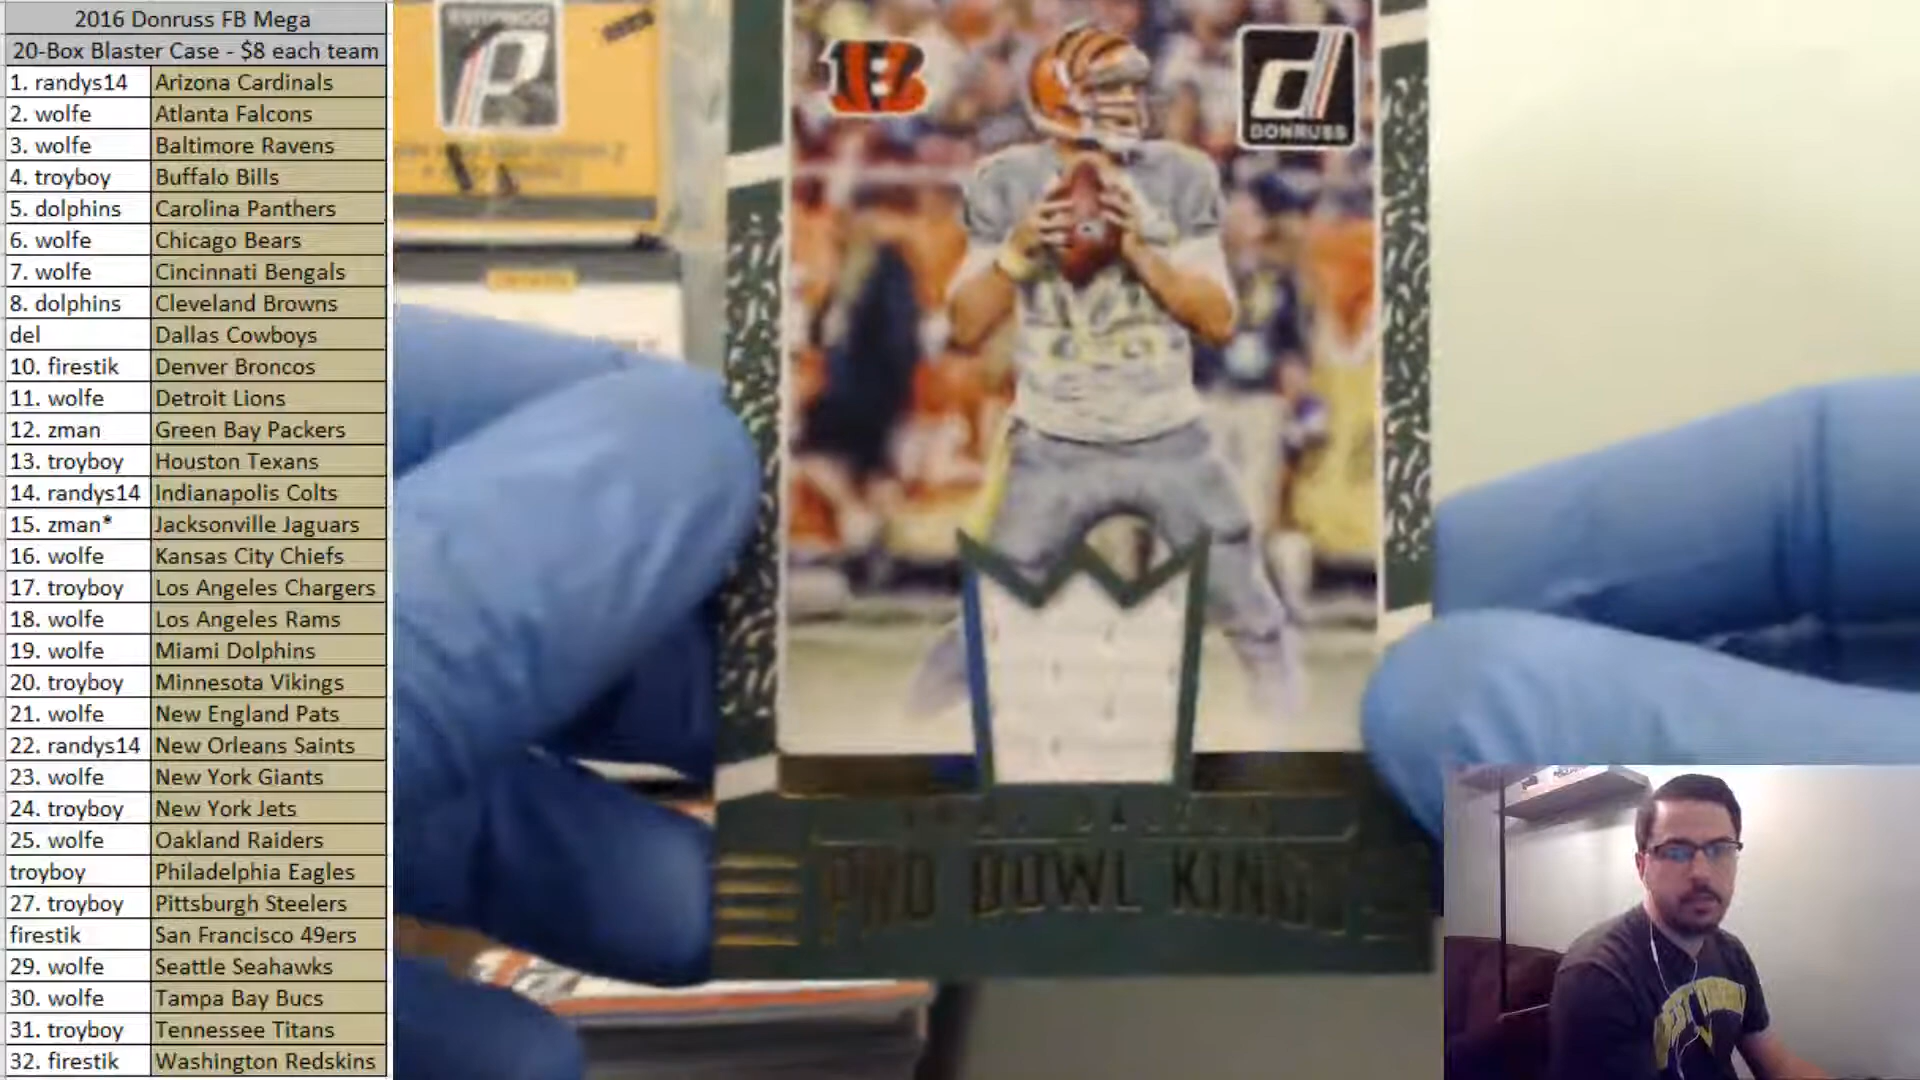 2016 Donruss FB Mega
20-Box Blaster Case - $8 each team
1. randys14 Arizona Cardinals
2. wolfe Atlanta Falcons
3. wolfe Baltimore Ravens
4. troyboy Buffalo Bills
5. dolphins Carolina Panthers
6. wolfe Chicago Bears
7. wolfe Cincinnati Bengals
8. dolphins Cleveland Browns
del Dallas Cowboys
10. firestik Denver Broncos
11. wolfe Detroit Lions
12. zman Green Bay Packers
13. troyboy Houston Texans
14. randys14 Indianapolis Colts
15. zman* Jacksonville Jaguars
16. wolfe Kansas City Chiefs
17. troyboy Los Angeles Chargers
18. wolfe Los Angeles Rams
19. wolfe Miami Dolphins
20. troyboy Minnesota Vikings
21. wolfe New England Pats
22. randys14 New Orleans Saints
23. wolfe New York Giants
24. troyboy New York Jets
25. wolfe Oakland Raiders
troyboy Philadelphia Eagles
27. troyboy Pittsburgh Steelers
firestik San Francisco 49ers
29. wolfe Seattle Seahawks
30. wolfe Tampa Bay Bucs
31. troyboy Tennessee Titans
32. firestik Washington Redskins
B
d
DONRUSS
PRO BOWL KINGS